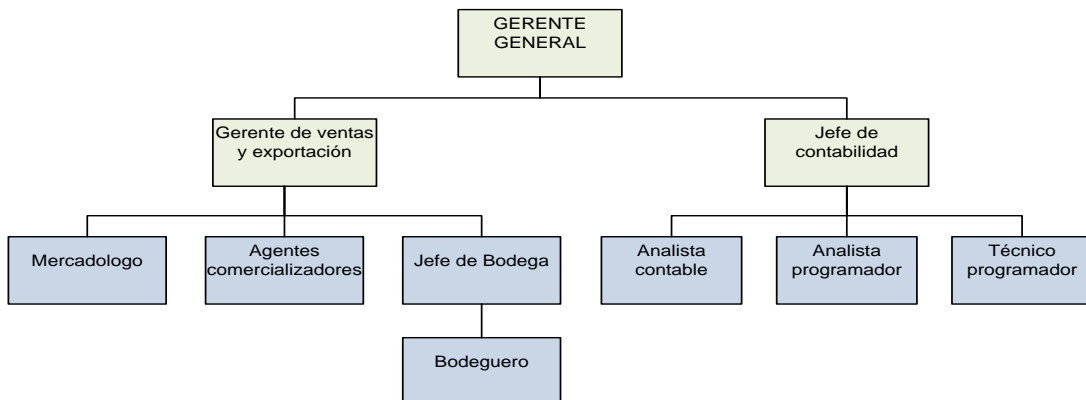 GERENTE
GENERAL
Gerente de ventas
y exportación
Jefe de
contabilidad
Mercadologo
Agentes
comercializadores
Jefe de Bodega
Analista
contable
Analista
programador
Técnico
programador
Bodeguero